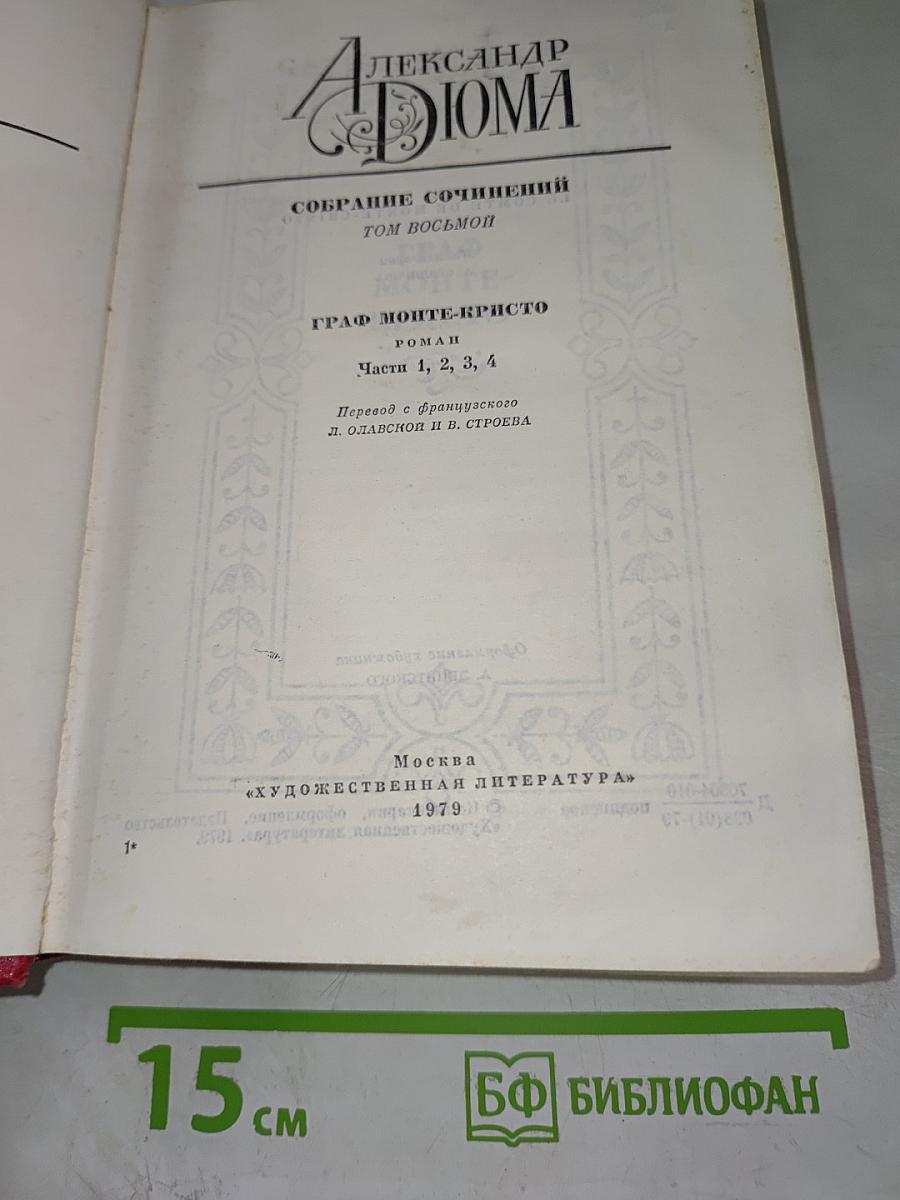 АЛЕКСАНДР
ДЮМА
СОБРАНИЕ СОЧИНЕНИЙ
ТОМ ВОСЬМОЙ
ГРАФ МОНТЕ-КРИСТО
РОМАН
Части 1, 2, 3, 4
Перевод с французского
Л. ОЛАВСКОЙ И В. СТРОЕВА
Москва
«ХУДОЖЕСТВЕННАЯ ЛИТЕРАТУРА»
1979
1*
15 см
БФ БИБЛИОФАН